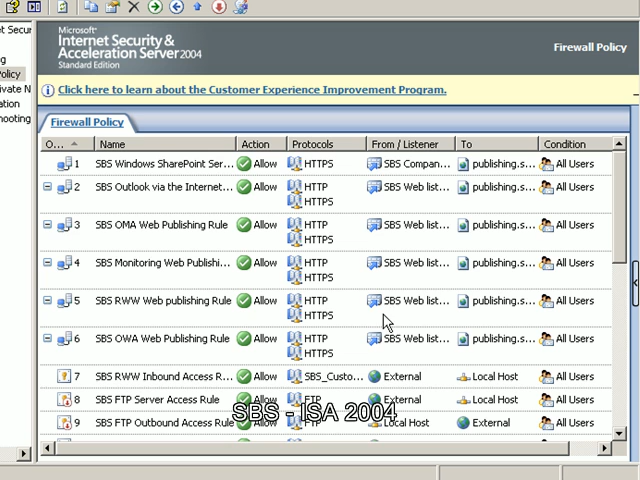 Microsoft®
Internet Security &
Acceleration Server 2004
Standard Edition
Firewall Policy
et Secur
g
Policy
ivate N
ation
hooting
Click here to learn about the Customer Experience Improvement Program.
Firewall Policy
O... Name Action Protocols From / Listener To Condition
1 SBS Windows SharePoint Ser... Allow HTTPS SBS Compan... publishing.s... All Users
2 SBS Outlook via the Internet... Allow HTTP SBS Web list... publishing.s... All Users
HTTPS
3 SBS OMA Web Publishing Rule Allow HTTP SBS Web list... publishing.s... All Users
HTTPS
4 SBS Monitoring Web Publishi... Allow HTTP SBS Web list... publishing.s... All Users
HTTPS
5 SBS RWW Web publishing Rule Allow HTTP SBS Web list... publishing.s... All Users
HTTPS
6 SBS OWA Web Publishing Rule Allow HTTP SBS Web list... publishing.s... All Users
HTTPS
7 SBS RWW Inbound Access R... Allow SBS_Custo... External Local Host All Users
8 SBS FTP Server Access Rule Allow FTP External Local Host All Users
SBS - ISA 2004
9 SBS FTP Outbound Access Rule Allow FTP Local Host External All Users